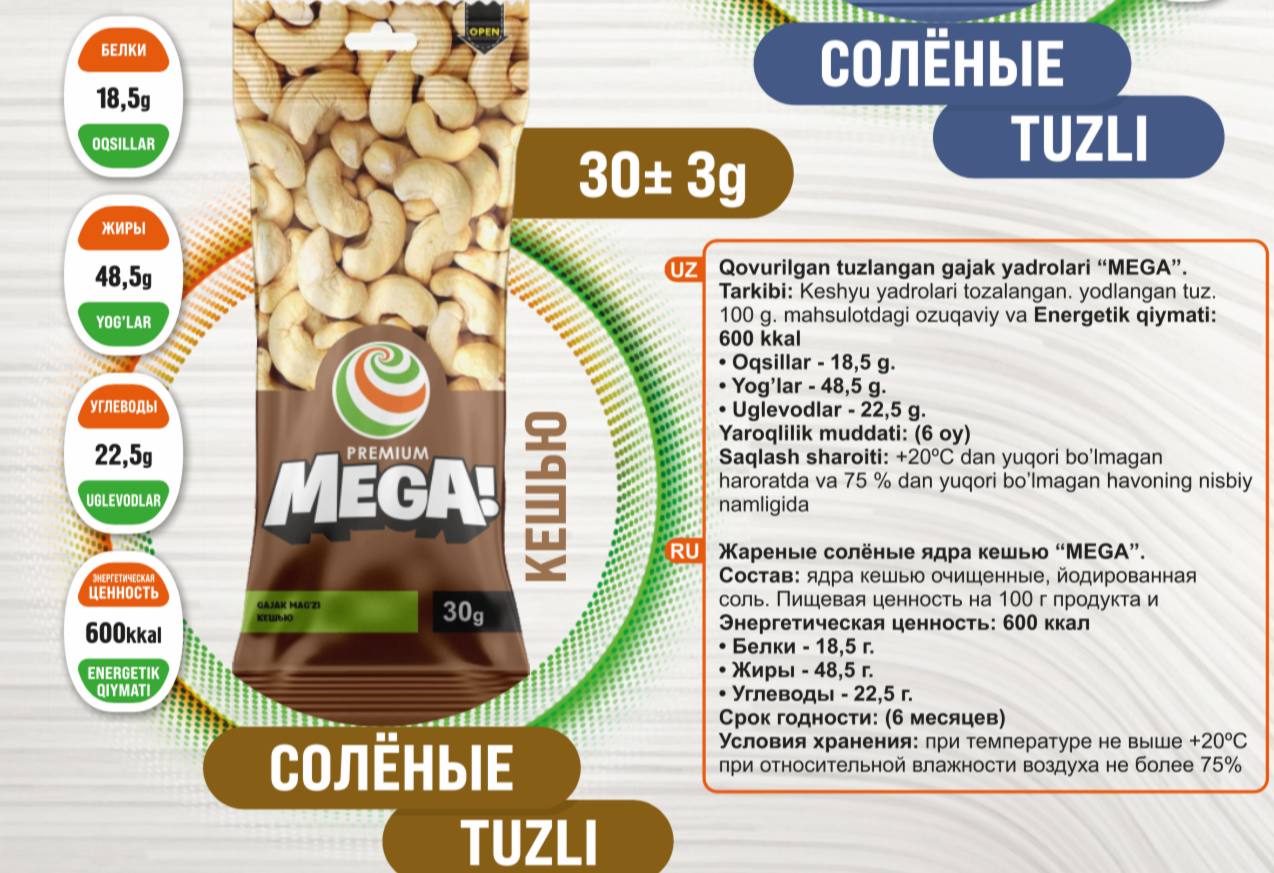 OPEN
СОЛЁНЫЕ
TUZLI
БЕЛКИ
18,5g
OQSILLAR
ЖИРЫ
48,5g
YOG’LAR
УГЛЕВОДЫ
22,5g
UGLEVODLAR
ЭНЕРГЕТИЧЕСКАЯ
ЦЕННОСТЬ
600kkal
ENERGETIK
QIYMATI
30± 3g
PREMIUM
MEGA!
КЕШЬЮ
GAJAK MAG'ZI
КЕШЬЮ
30g
СОЛЁНЫЕ
TUZLI
UZ
Qovurilgan tuzlangan gajak yadrolari “MEGA”.
Tarkibi: Keshyu yadrolari tozalangan. yodlangan tuz.
100 g. mahsulotdagi ozuqaviy va Energetik qiymati:
600 kkal
• Oqsillar - 18,5 g.
• Yog’lar - 48,5 g.
• Uglevodlar - 22,5 g.
Yaroqlilik muddati: (6 oy)
Saqlash sharoiti: +20ºC dan yuqori bo’lmagan
haroratda va 75 % dan yuqori bo’lmagan havoning nisbiy
namligida
RU
Жареные солёные ядра кешью “MEGA”.
Состав: ядра кешью очищенные, йодированная
соль. Пищевая ценность на 100 г продукта и
Энергетическая ценность: 600 ккал
• Белки - 18,5 г.
• Жиры - 48,5 г.
• Углеводы - 22,5 г.
Срок годности: (6 месяцев)
Условия хранения: при температуре не выше +20ºC
при относительной влажности воздуха не более 75%